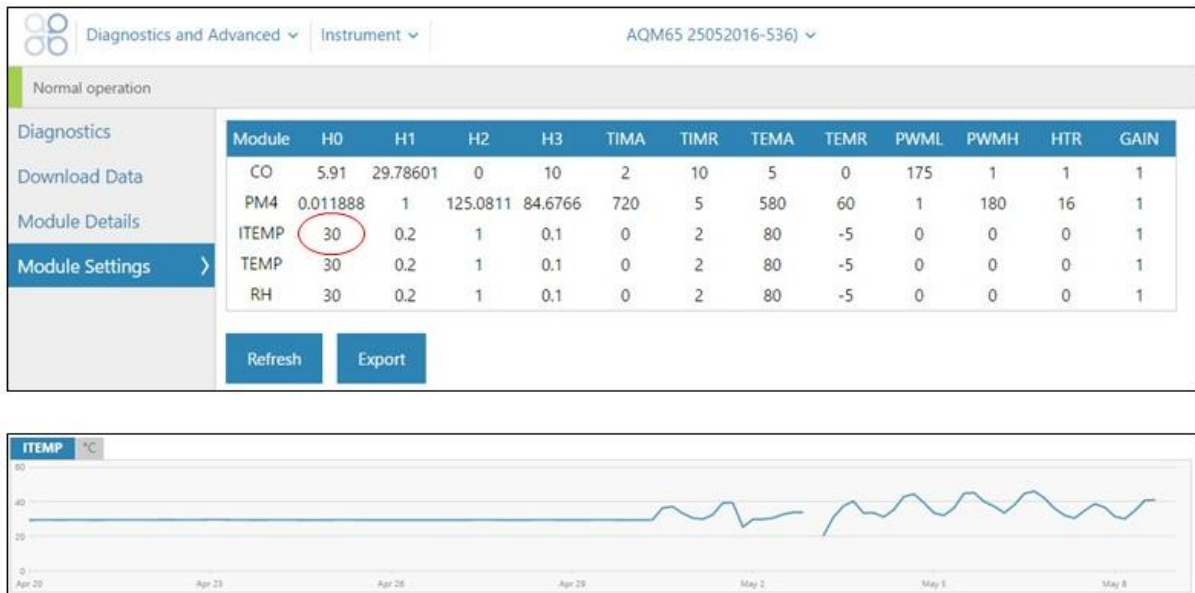 Diagnostics and Advanced Instrument AQM65 25052016-536)
Normal operation
Diagnostics
Download Data
Module Details
Module Settings
Module H0 H1 H2 H3 TIMA TIMR TEMA TEMR PWML PWMH HTR GAIN
CO 5.91 29.78601 0 10 2 10 5 0 175 1 1 1
PM4 0.011888 1 125.0811 84.6766 720 5 580 60 1 180 16 1
ITEMP 30 0.2 1 0.1 0 2 80 -5 0 0 0 1
TEMP 30 0.2 1 0.1 0 2 80 -5 0 0 0 1
RH 30 0.2 1 0.1 0 2 80 -5 0 0 0 1
Refresh Export
ITEMP °C
60
40
20
0
Apr 20 Apr 23 Apr 26 Apr 29 May 2 May 5 May 8